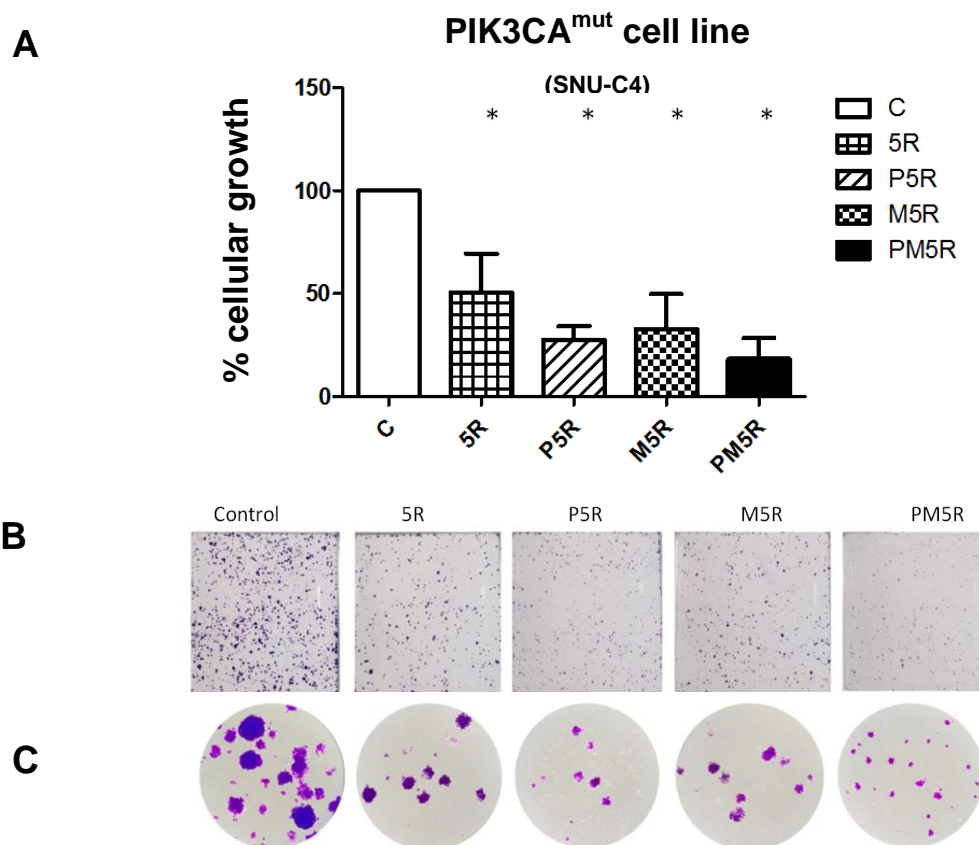 A
PIK3CAmut cell line
(SNU-C4)
150
100
50
0
% cellular growth
* * * *
C
5R
P5R
M5R
PM5R
C
5R
P5R
M5R
PM5R
B
Control 5R P5R M5R PM5R
C